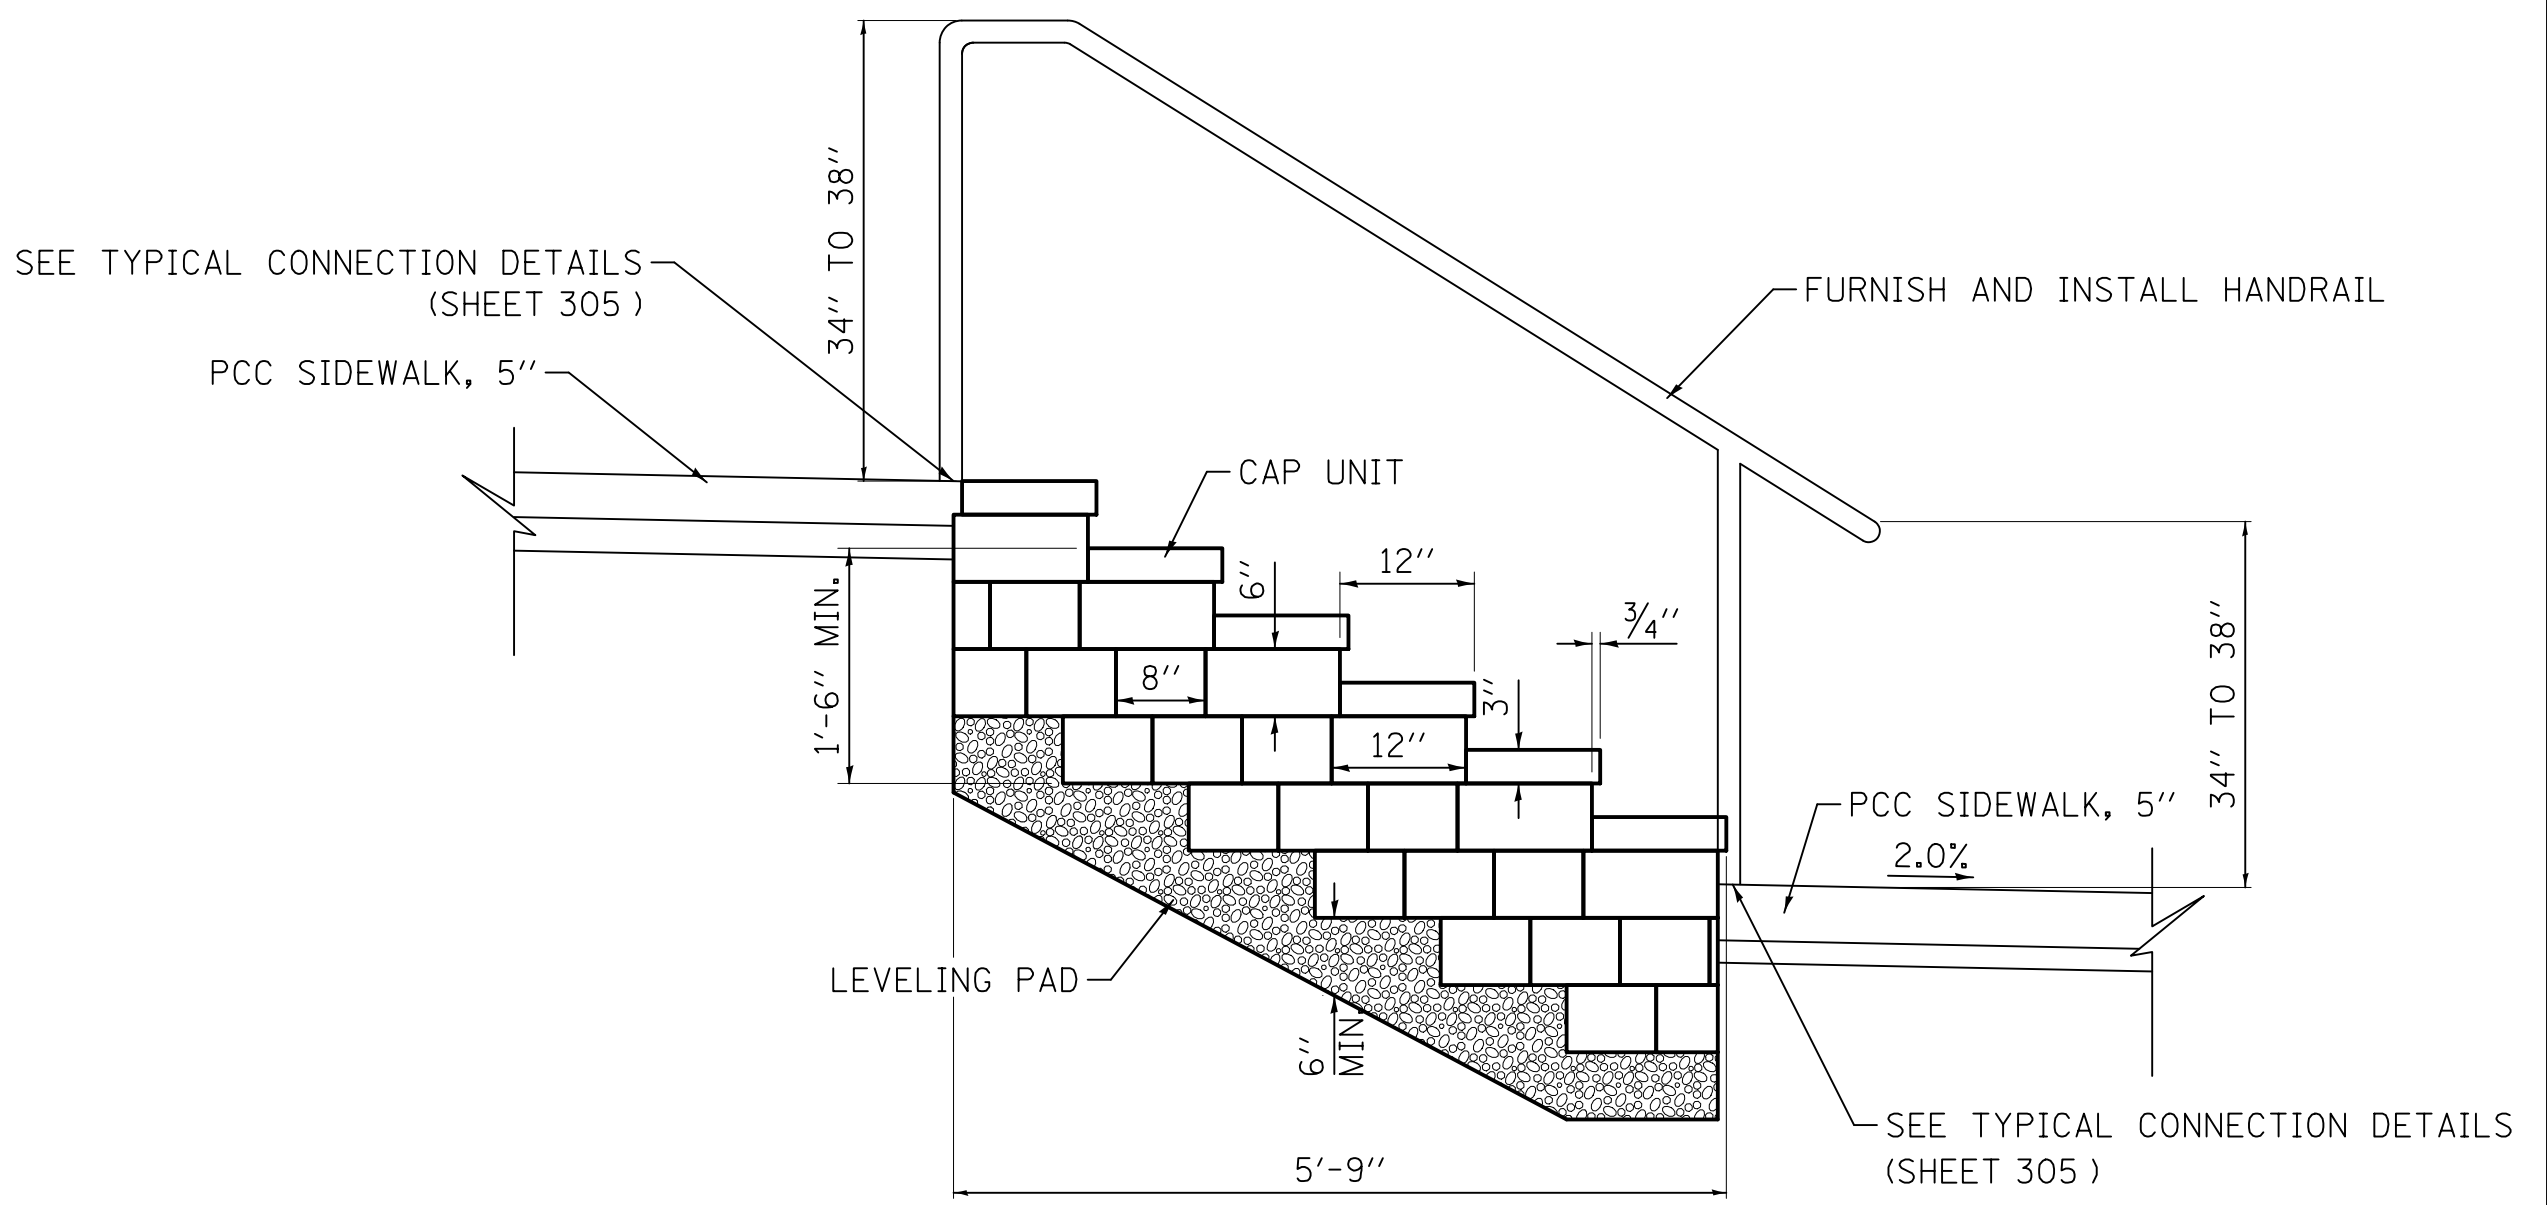 34" TO 38"
SEE TYPICAL CONNECTION DETAILS
(SHEET 305)
FURNISH AND INSTALL HANDRAIL
PCC SIDEWALK, 5"
CAP UNIT
12"
6"
3/4"
1'-6" MIN.
8"
3"
12"
34" TO 38"
PCC SIDEWALK, 5"
2.0%
LEVELING PAD
6"
MIN.
SEE TYPICAL CONNECTION DETAILS
(SHEET 305)
5'-9"